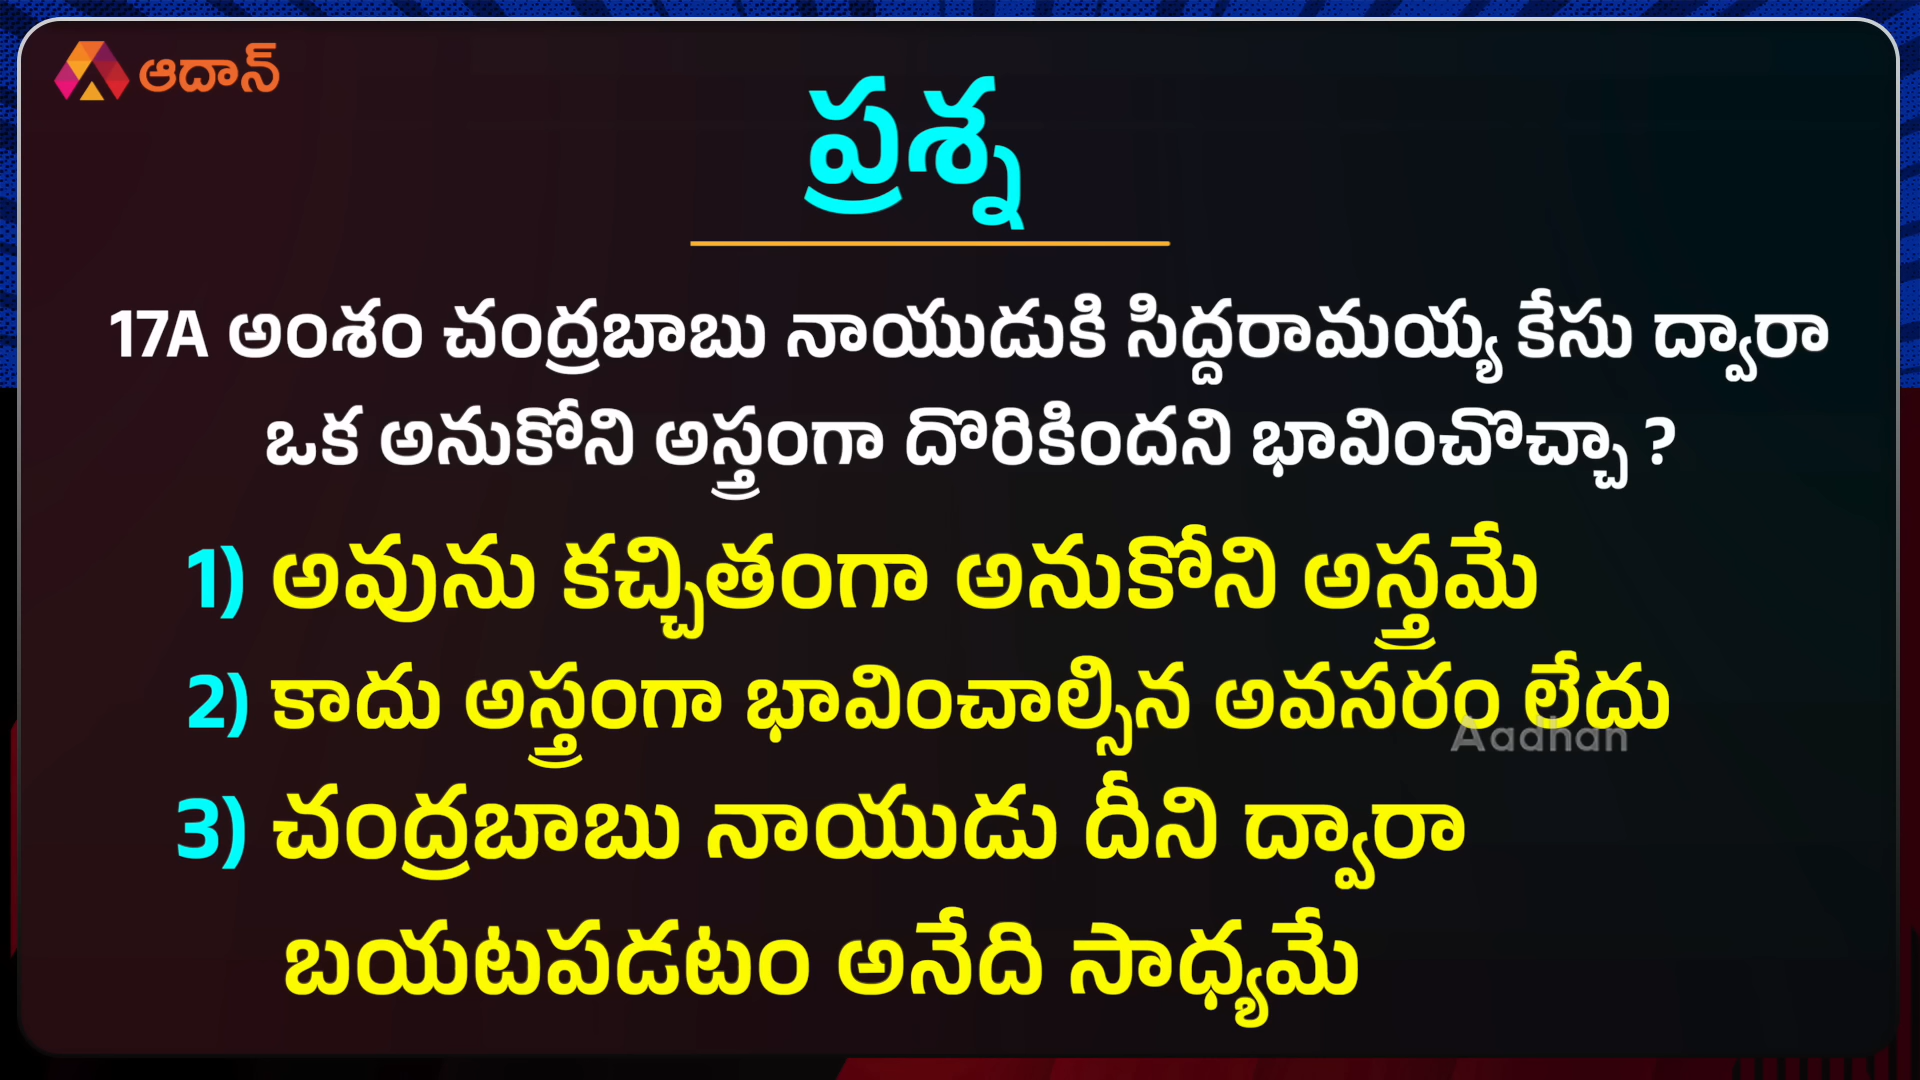 ఆదాన్
ప్రశ్న
17A అంశం చంద్రబాబు నాయుడుకి సిద్దరామయ్య కేసు ద్వారా
ఒక అనుకోని అస్త్రంగా దొరికిందని భావించొచ్చా ?
1) అవును కచ్చితంగా అనుకోని అస్త్రమే
2) కాదు అస్త్రంగా భావించాల్సిన అవసరం లేదు
Aadhan
3) చంద్రబాబు నాయుడు దీని ద్వారా
బయటపడటం అనేది సాధ్యమే